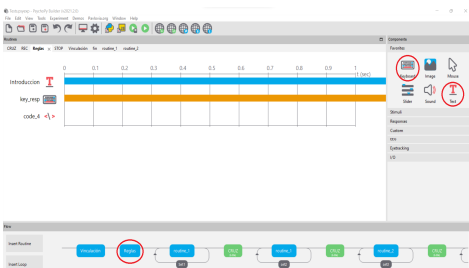 File Edit View Tools Experiment Demos Pavlovia.org Window Help
Routines
CRUZ RSC Reglas × STOP Vinculación fin routine_1 routine_2
0 0.1 0.2 0.3 0.4 0.5 0.6 0.7 0.8 0.9 1
t (sec)
Introduccion
key_resp
code_4
Components
Favorites
Keyboard Image Mouse
Slider Sound Text
Stimuli
Responses
Custom
EEG
Eyetracking
I/O
Flow
Insert Routine
Insert Loop
Vinculación Reglas routine_2 CRUZ routine_1 CRUZ routine_2 CRUZ